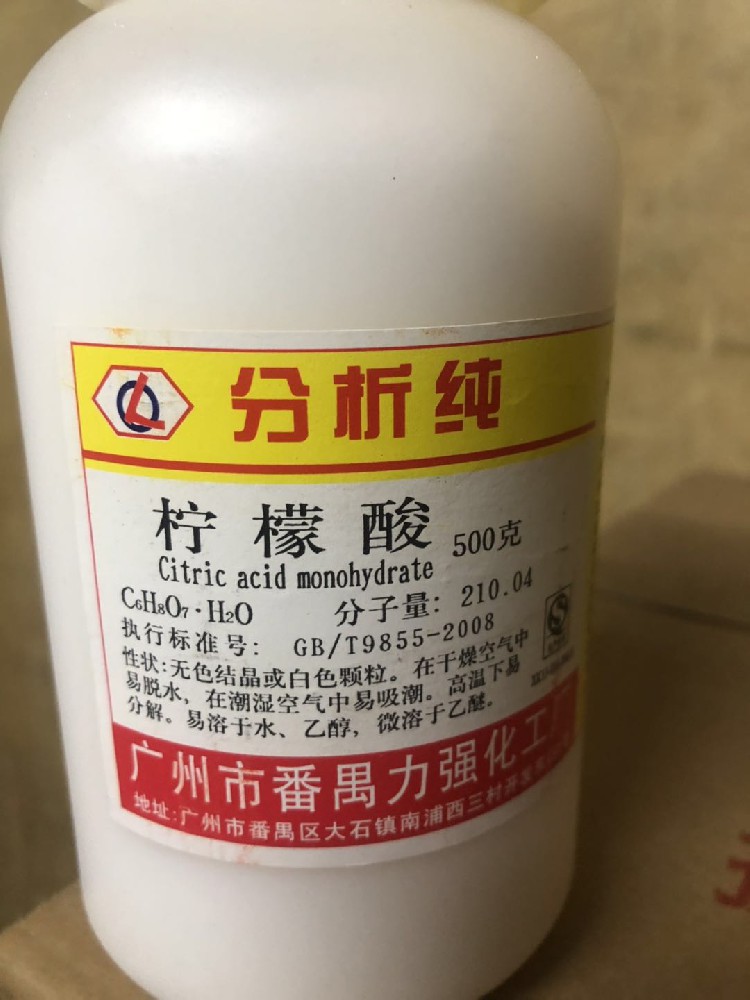 分析纯
柠檬酸 500克
Citric acid monohydrate
C₆H₈O₇·H₂O 分子量: 210.04
执行标准号: GB/T9855-2008
性状:无色结晶或白色颗粒。在干燥空气中
易脱水,在潮湿空气中易吸潮。高温下易
分解。易溶于水、乙醇,微溶于乙醚。
广州市番禺力强化工
地址:广州市番禺区大石镇南浦西三村开发